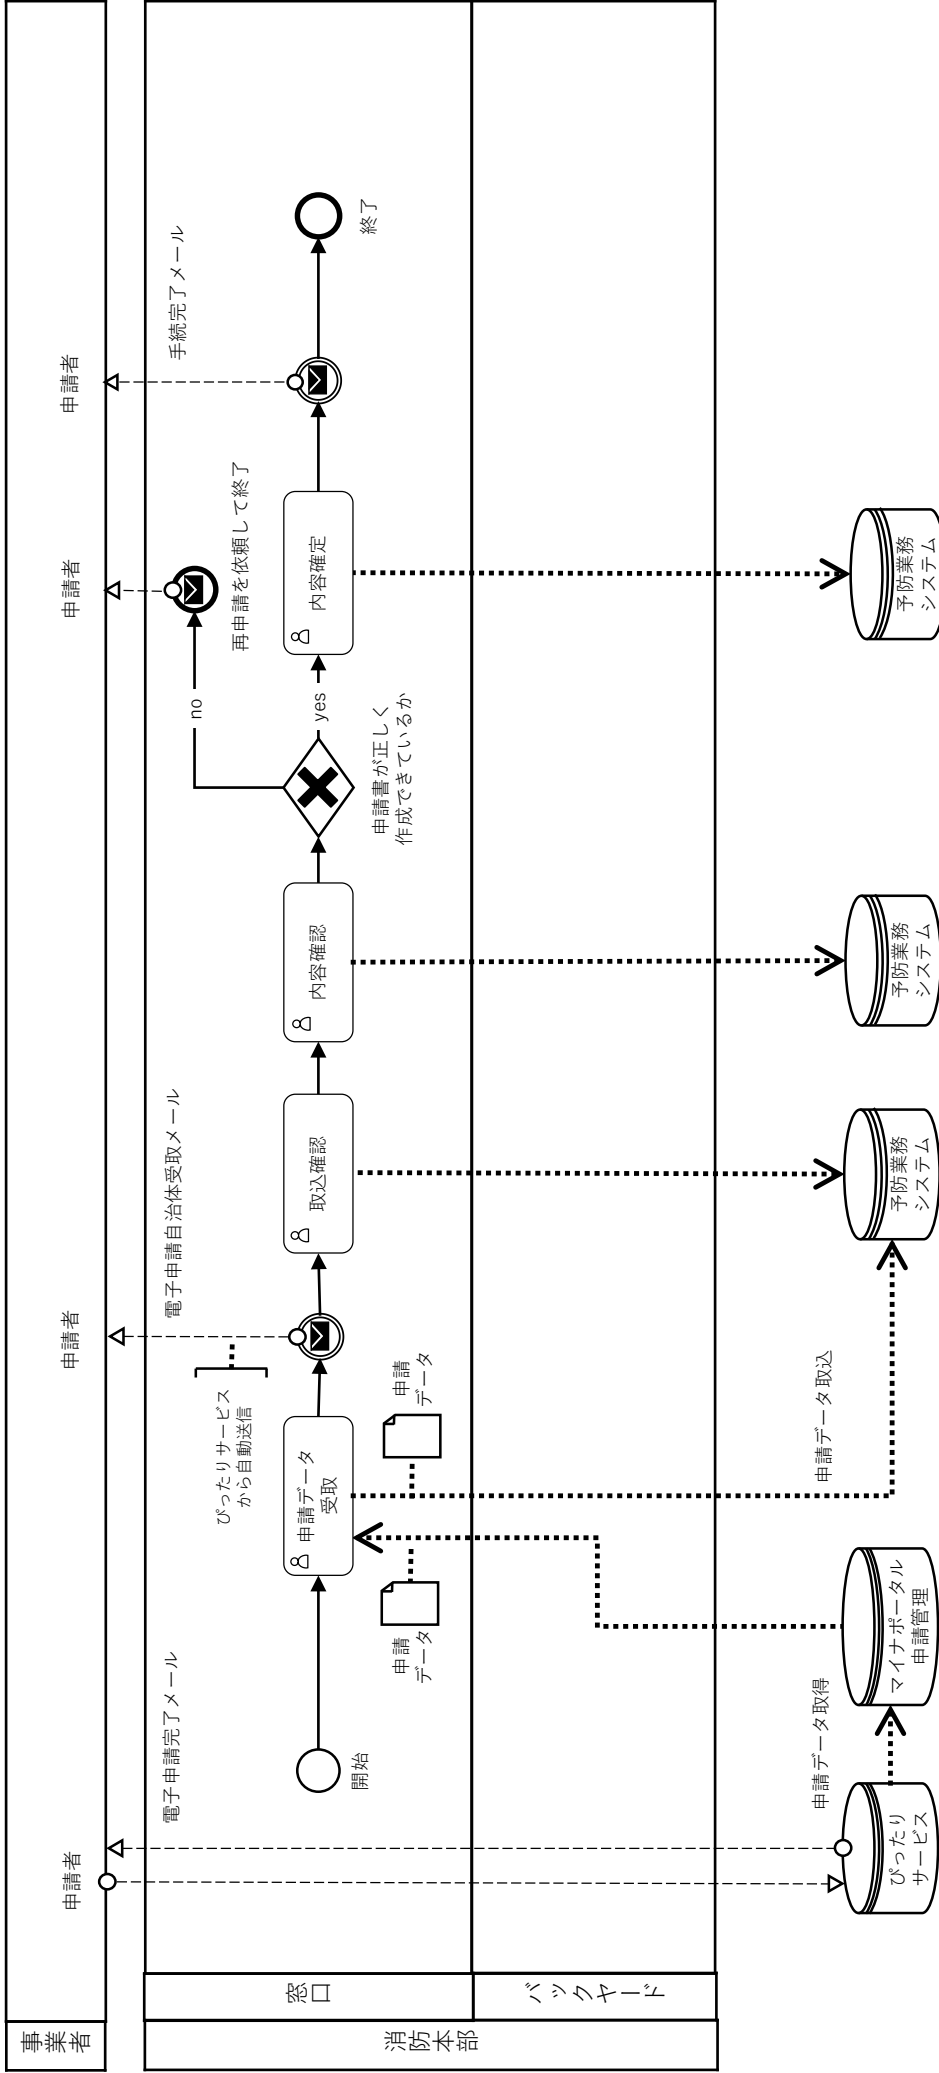 事業者
申請者
申請者
申請者
申請者
消防本部
窓口
バックヤード
電子申請完了メール
電子申請自治体受取メール
手続完了メール
ぴったりサービス
から自動送信
no
再申請を依頼して終了
開始
申請データ
受取
取込確認
内容確認
yes
内容確定
終了
申請書が正しく
作成できているか
申請
データ
申請
データ
申請データ取得
申請データ取込
ぴったり
サービス
マイナポータル
申請管理
予防業務
システム
予防業務
システム
予防業務
システム